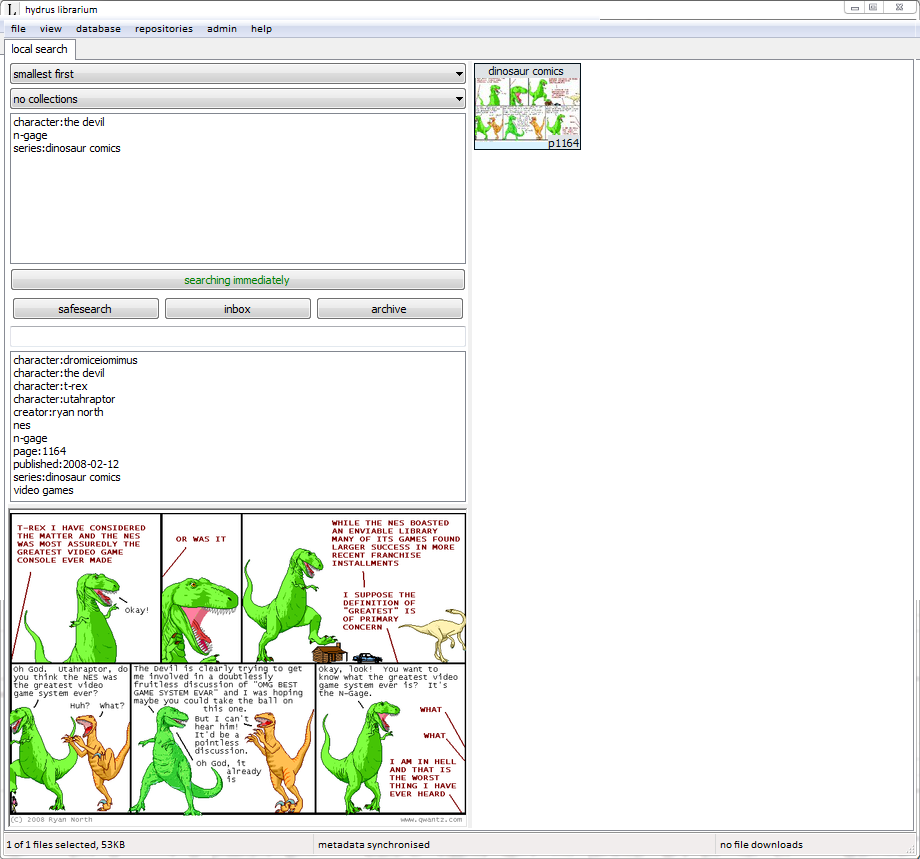 hydrus librarium
file view database repositories admin help
local search
smallest first
no collections
character:the devil
n-gage
series:dinosaur comics
searching immediately
safesearch inbox archive
character:dromiceiomimus
character:the devil
character:t-rex
character:utahraptor
creator:ryan north
nes
n-gage
page:1164
published:2008-02-12
series:dinosaur comics
video games
T-REX I HAVE CONSIDERED
THE MATTER AND THE NES
WAS MOST ASSUREDLY THE
GREATEST VIDEO GAME
CONSOLE EVER MADE
Okay!
OR WAS IT
WHILE THE NES BOASTED
AN ENVIABLE LIBRARY
MANY OF ITS GAMES FOUND
LARGER SUCCESS IN MORE
RECENT FRANCHISE
INSTALLMENTS
I SUPPOSE THE
DEFINITION OF
"GREATEST" IS
OF PRIMARY
CONCERN
Oh God. Utahraptor, do
you think the NES was
the greatest video
game system ever?
Huh? What?
The Devil is clearly trying to get
me involved in a doubtlessly
fruitless discussion of "OMG BEST
GAME SYSTEM EVAR" and I was hoping
maybe you could take the ball on
this one.
But I can't
hear him!
It'd be a
pointless
discussion.
Oh God, it
already
is
Okay, look! You want to
know what the greatest video
game system ever is? It's
the N-Gage.
WHAT
WHAT
I AM IN HELL
AND THAT IS
THE WORST
THING I HAVE
EVER HEARD
(C) 2008 Ryan North
www.qwantz.com
dinosaur comics
p1164
1 of 1 files selected, 53KB
metadata synchronised
no file downloads